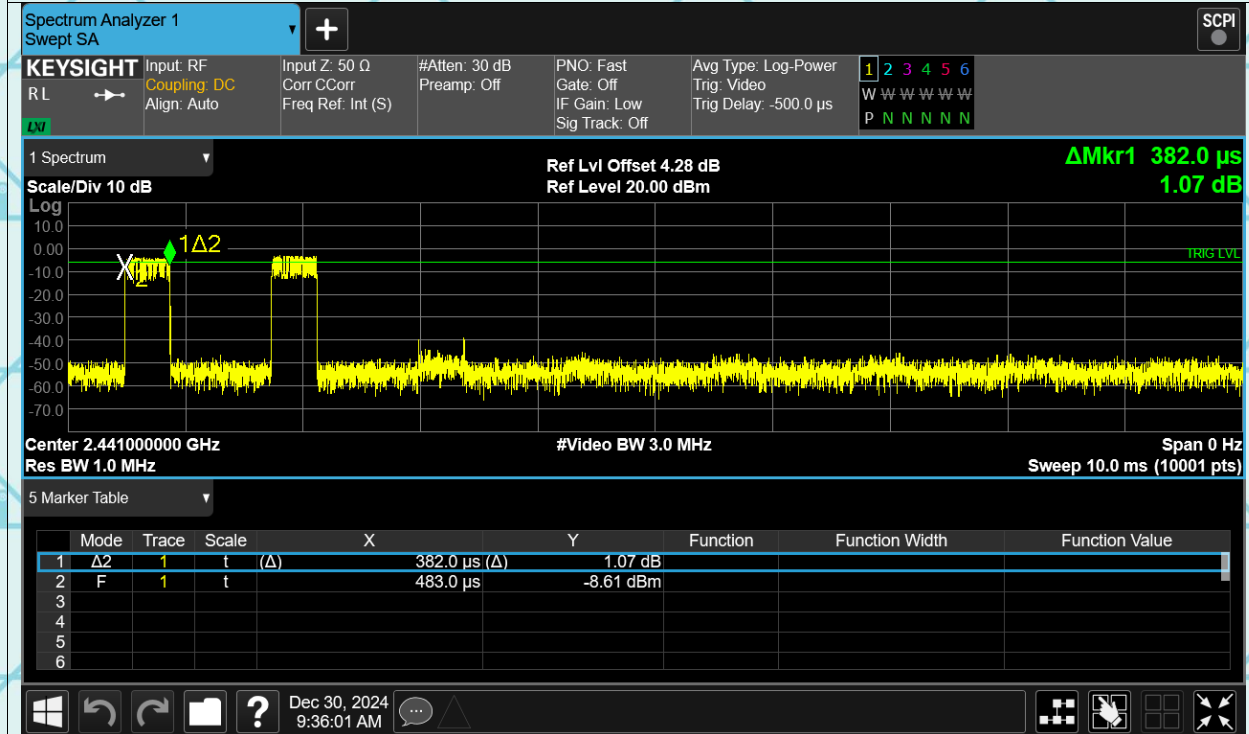 Spectrum Analyzer 1
Swept SA
SCPI
KEYSIGHT
R L
LXI
Input: RF
Coupling: DC
Align: Auto
Input Z: 50 Ω
Corr CCorr
Freq Ref: Int (S)
#Atten: 30 dB
Preamp: Off
PNO: Fast
Gate: Off
IF Gain: Low
Sig Track: Off
Avg Type: Log-Power
Trig: Video
Trig Delay: -500.0 µs
1 2 3 4 5 6
W W W W W W
P N N N N N
1 Spectrum
Scale/Div 10 dB
Log
Ref Lvl Offset 4.28 dB
Ref Level 20.00 dBm
ΔMkr1 382.0 µs
1.07 dB
10.0
0.00
-10.0
-20.0
-30.0
-40.0
-50.0
-60.0
-70.0
1Δ2
2
TRIG LVL
Center 2.441000000 GHz
Res BW 1.0 MHz
#Video BW 3.0 MHz
Span 0 Hz
Sweep 10.0 ms (10001 pts)
5 Marker Table
Mode Trace Scale X Y Function Function Width Function Value
1 Δ2 1 t (Δ) 382.0 µs (Δ) 1.07 dB
2 F 1 t 483.0 µs -8.61 dBm
3
4
5
6
?
Dec 30, 2024
9:36:01 AM